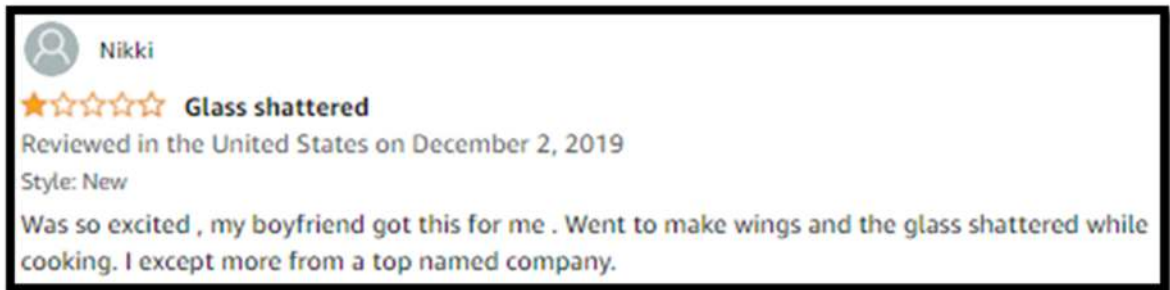 Nikki
Glass shattered
Reviewed in the United States on December 2, 2019
Style: New
Was so excited , my boyfriend got this for me . Went to make wings and the glass shattered while
cooking. I except more from a top named company.